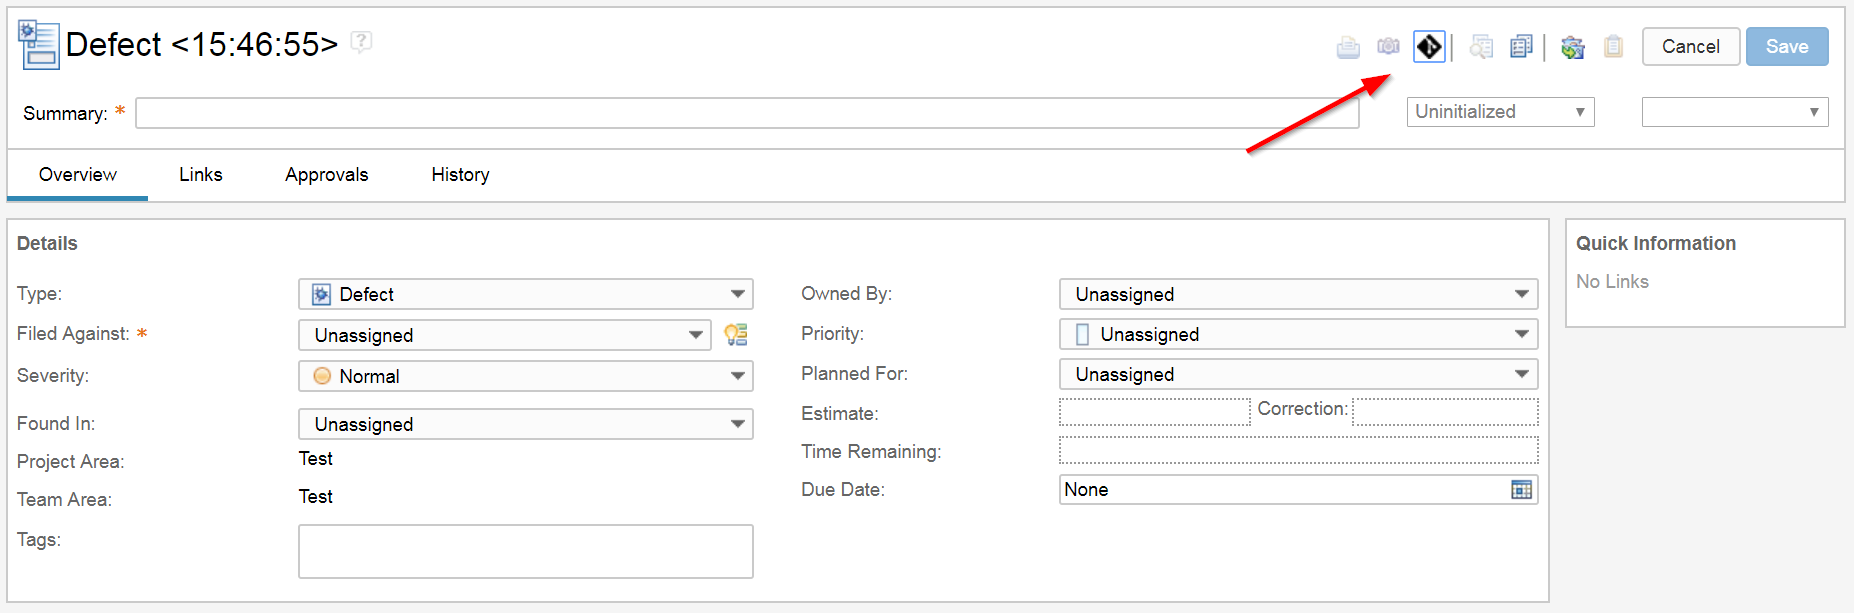 Defect <15:46:55> ?
Cancel
Save
Summary: *
Uninitialized
Overview Links Approvals History
Details
Type: Defect
Filed Against: * Unassigned
Severity: Normal
Found In: Unassigned
Project Area: Test
Team Area: Test
Tags:
Owned By: Unassigned
Priority: Unassigned
Planned For: Unassigned
Estimate: Correction:
Time Remaining:
Due Date: None
Quick Information
No Links